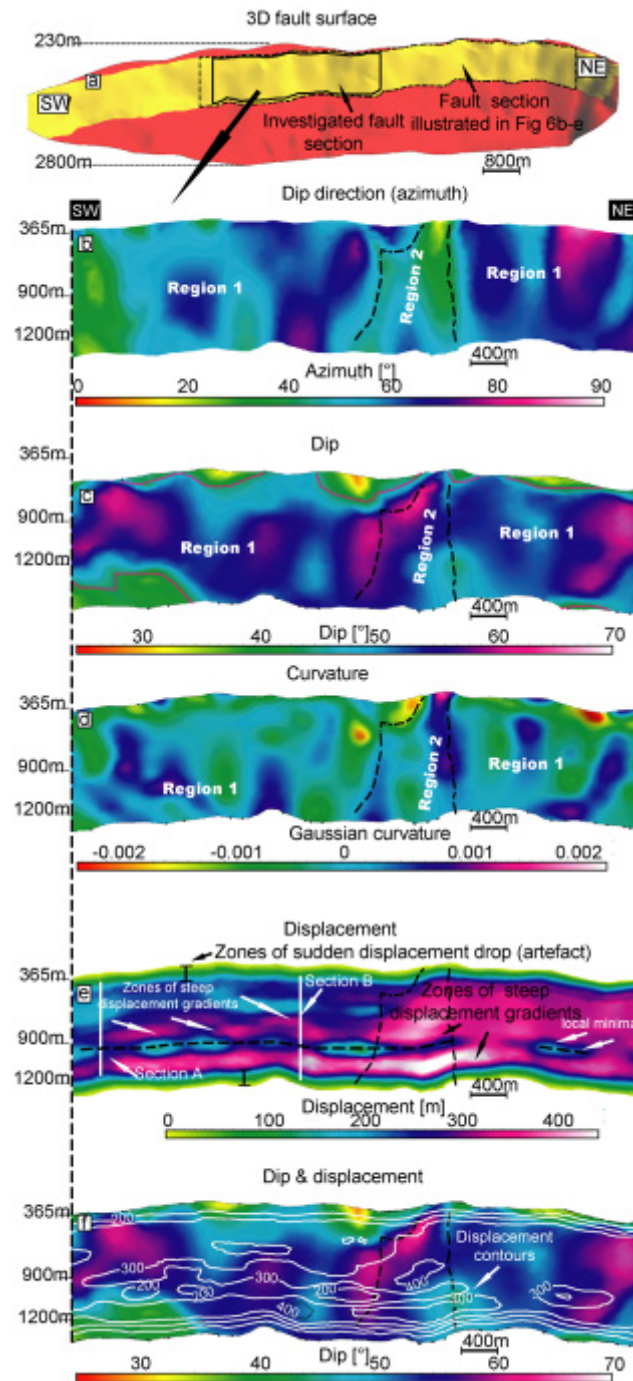 3D fault surface
230m
a
SW
NE
Investigated fault
section
Fault section
illustrated in Fig 6b-e
2800m
800m
Dip direction (azimuth)
SW
NE
365m
b
Region 1
Region 2
Region 1
900m
1200m
400m
Azimuth [°]
0 20 40 60 80 90
Dip
365m
c
900m
Region 1
Region 2
Region 1
1200m
400m
30 40 Dip [°] 50 60 70
Curvature
365m
d
900m
Region 1
Region 2
Region 1
1200m
400m
Gaussian curvature
-0.002 -0.001 0 0.001 0.002
Displacement
Zones of sudden displacement drop (artefact)
365m
e
Zones of steep
displacement gradients
Section B
Zones of steep
displacement gradients
local minima
900m
Section A
1200m
400m
Displacement [m]
0 100 200 300 400
Dip & displacement
365m
f
200
Displacement
contours
300
900m
300
200
300
200
200
400
300
300
400
1200m
400m
30 40 Dip [°] 50 60 70